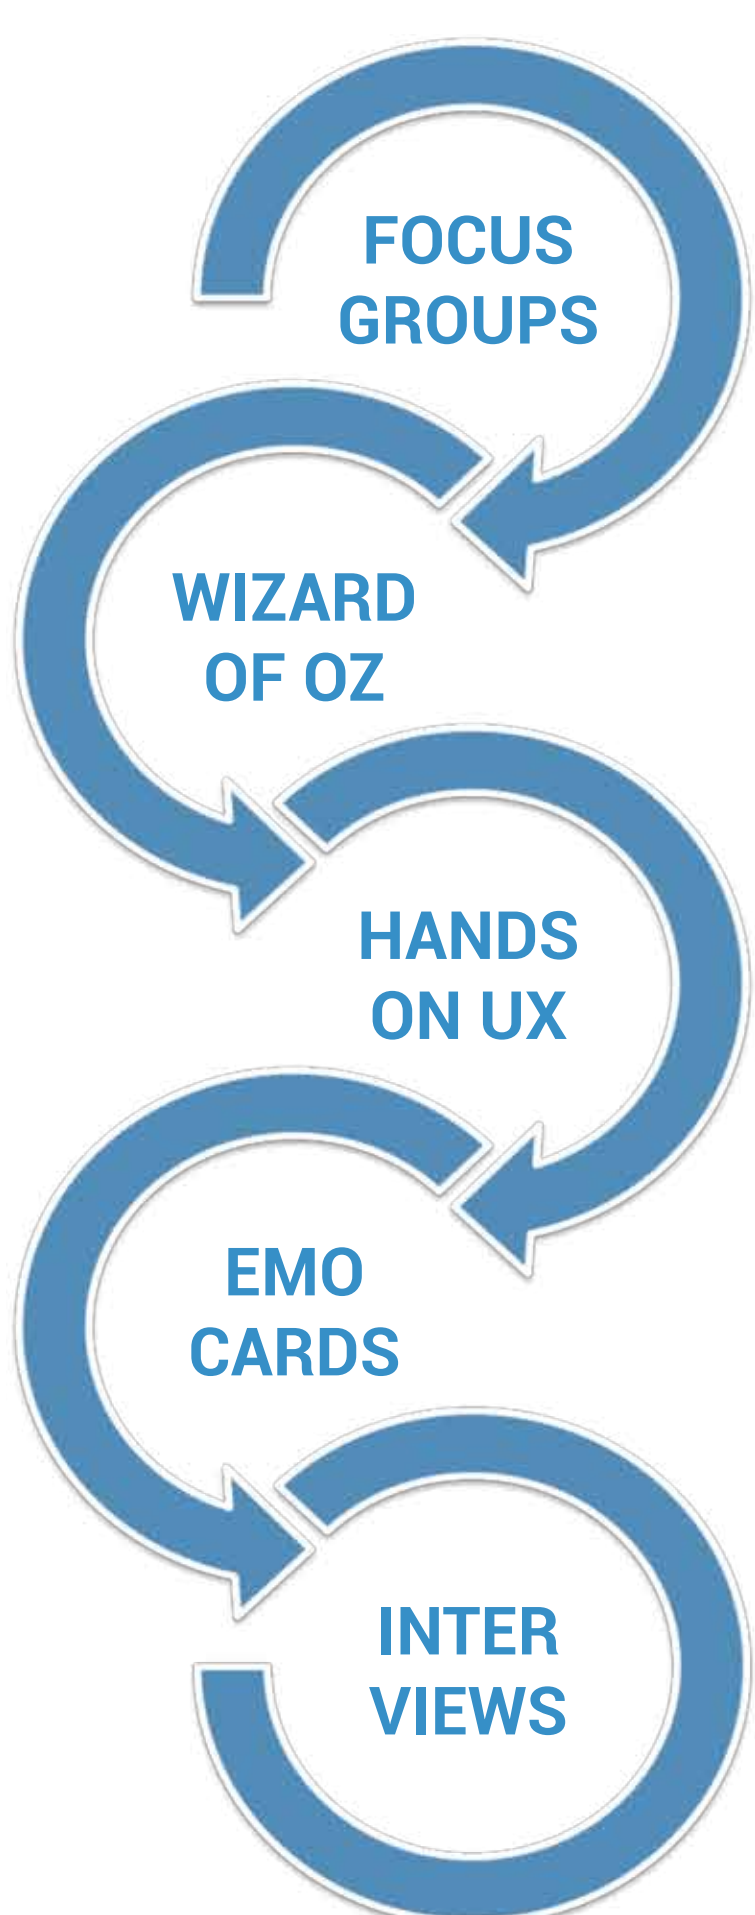 FOCUS
GROUPS
WIZARD
OF OZ
HANDS
ON UX
EMO
CARDS
INTER
VIEWS